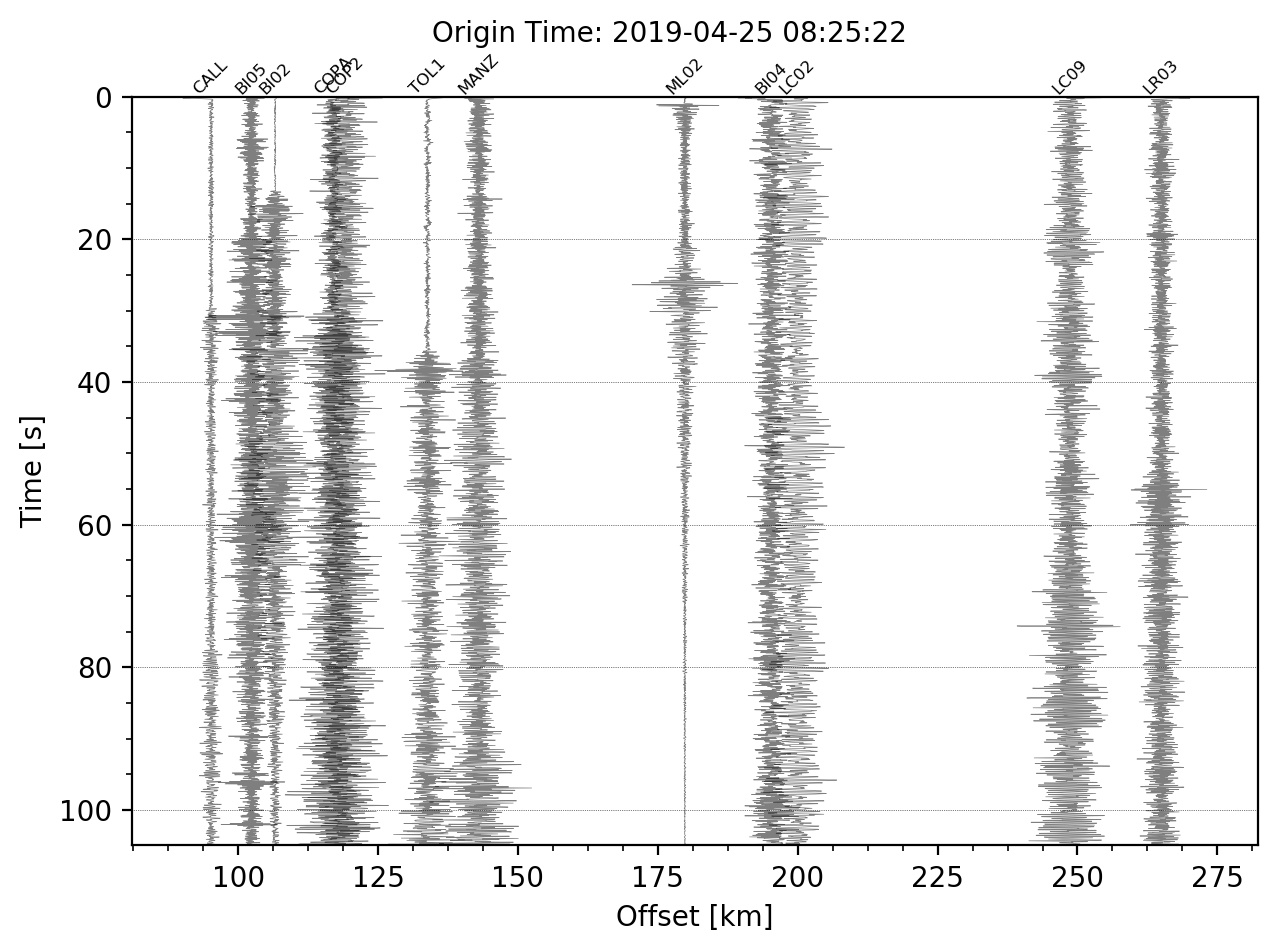 Origin Time: 2019-04-25 08:25:22
CALL BI05 BI02 COPA COP2 TOL1 MANZ ML02 BI04 LC02 LC09 LR03
0
20
40
60
80
100
Time [s]
100 125 150 175 200 225 250 275
Offset [km]